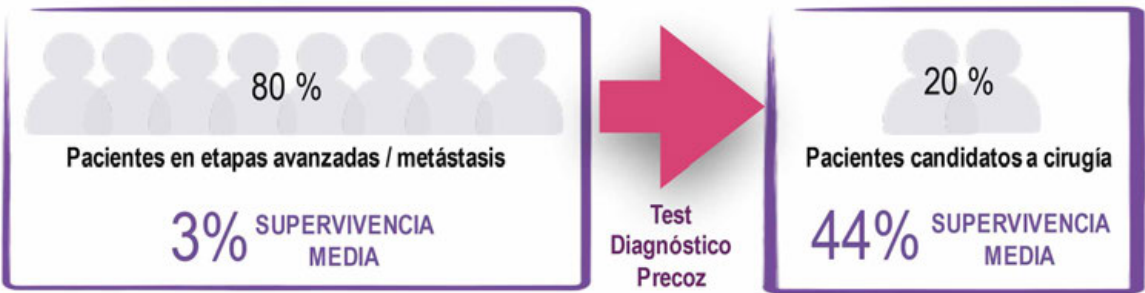 80 %
Pacientes en etapas avanzadas / metástasis
3% SUPERVIVENCIA
MEDIA
Test
Diagnóstico
Precoz
20 %
Pacientes candidatos a cirugía
44% SUPERVIVENCIA
MEDIA